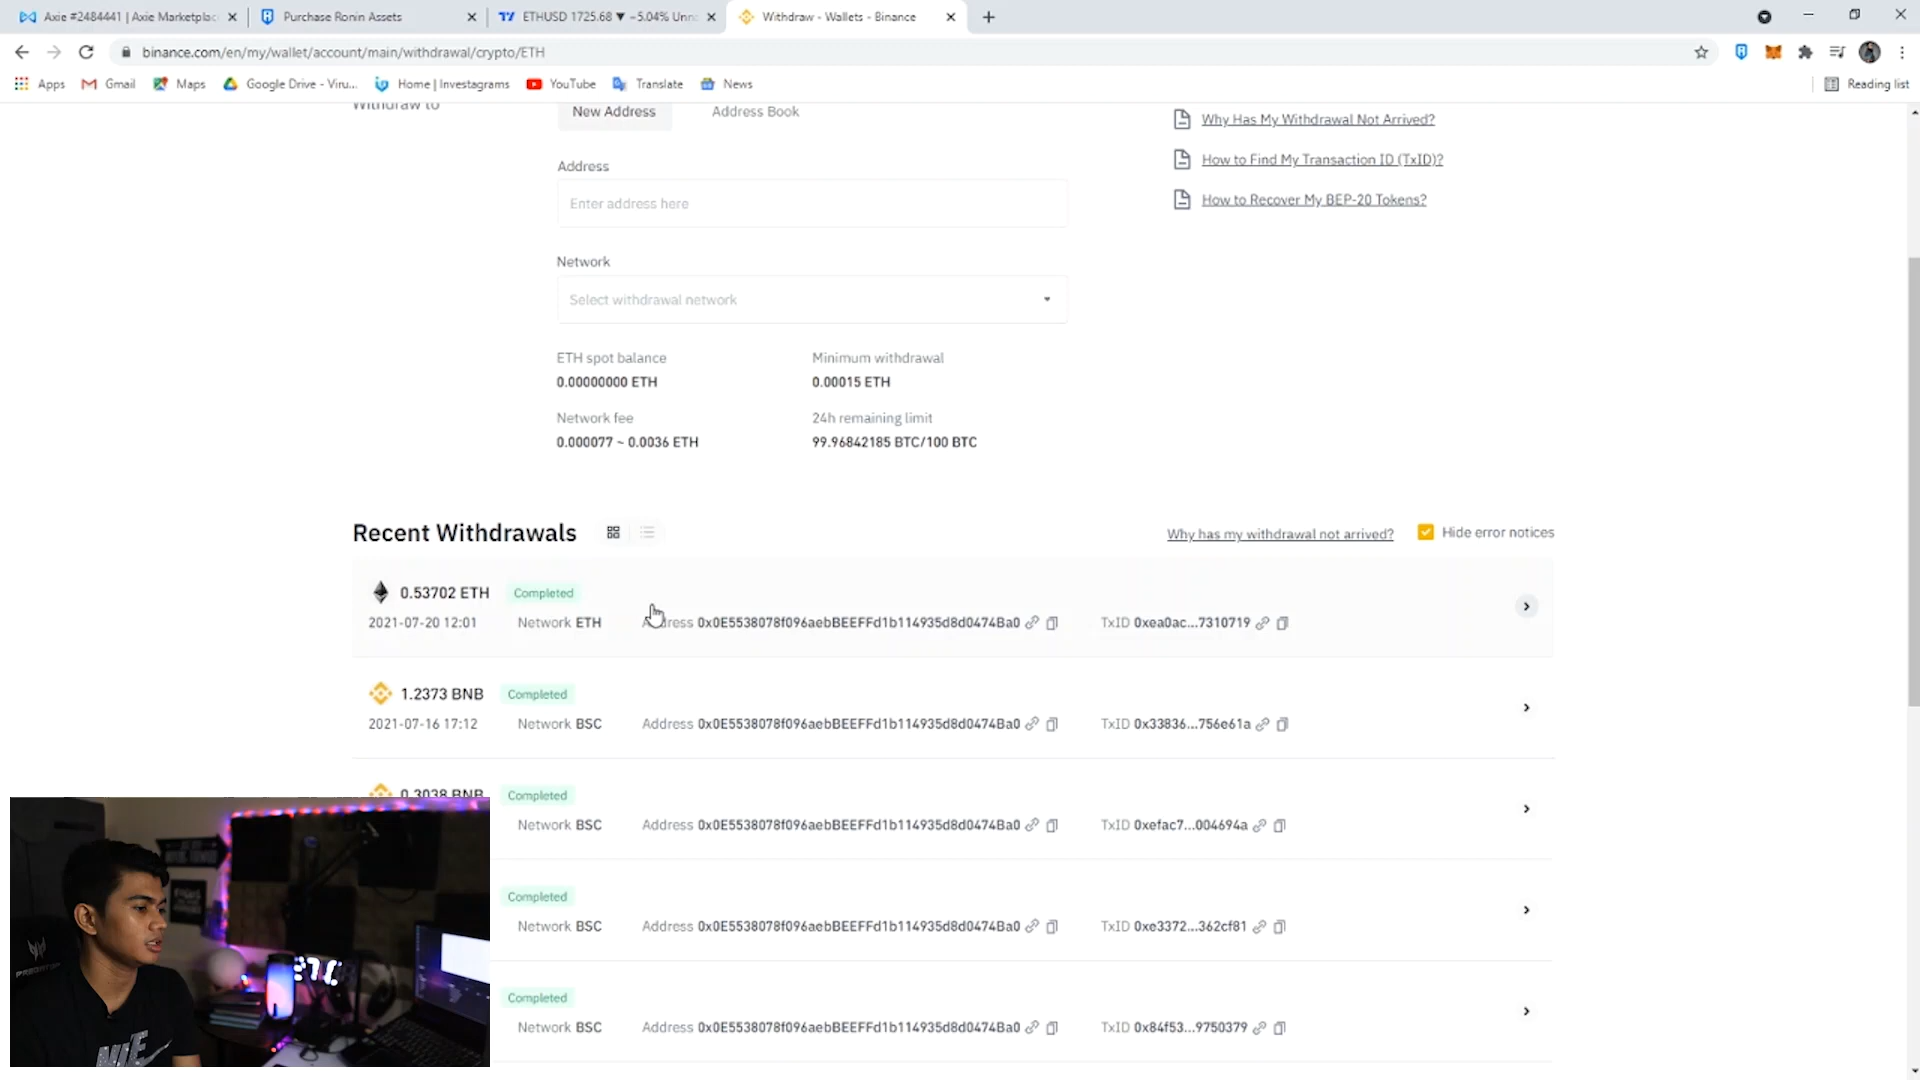 Axie #2484441 | Axie Marketplac
Purchase Ronin Assets
ETHUSD 1725.68 ▼ −5.04% Unn
Withdraw - Wallets - Binance
binance.com/en/my/wallet/account/main/withdrawal/crypto/ETH
Apps
Gmail
Maps
Google Drive - Viru...
Home | Investagrams
YouTube
Translate
News
Reading list
Withdraw to
New Address
Address Book
Address
Enter address here
Network
Select withdrawal network
ETH spot balance
0.00000000 ETH
Minimum withdrawal
0.00015 ETH
Network fee
0.000077 ~ 0.0036 ETH
24h remaining limit
99.96842185 BTC/100 BTC
Why Has My Withdrawal Not Arrived?
How to Find My Transaction ID (TxID)?
How to Recover My BEP-20 Tokens?
Recent Withdrawals
Why has my withdrawal not arrived?
Hide error notices
0.53702 ETH Completed
2021-07-20 12:01 Network ETH Address 0x0E5538078f096aebBEEFFd1b114935d8d0474Ba0 TxID 0xea0ac...7310719
1.2373 BNB Completed
2021-07-16 17:12 Network BSC Address 0x0E5538078f096aebBEEFFd1b114935d8d0474Ba0 TxID 0x33836...756e61a
0.3038 BNB Completed
Network BSC Address 0x0E5538078f096aebBEEFFd1b114935d8d0474Ba0 TxID 0xefac7...004694a
Completed
Network BSC Address 0x0E5538078f096aebBEEFFd1b114935d8d0474Ba0 TxID 0xe3372...362cf81
Completed
Network BSC Address 0x0E5538078f096aebBEEFFd1b114935d8d0474Ba0 TxID 0x84f53...9750379